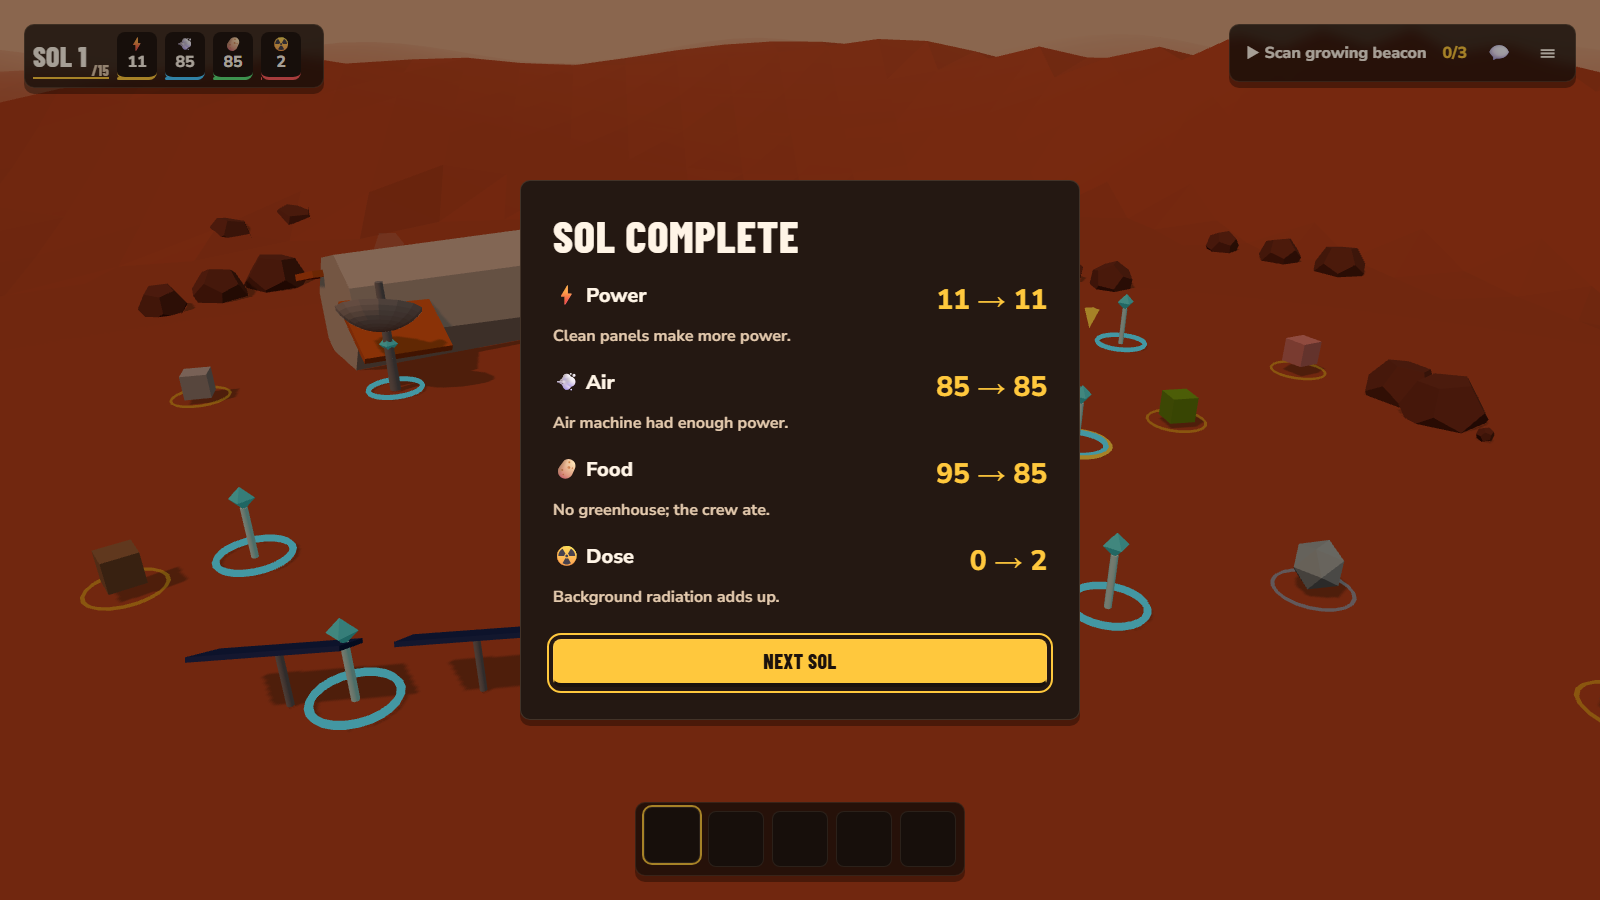 SOL 1 /15
11 85 85 2
Scan growing beacon 0/3
SOL COMPLETE
Power 11 → 11
Clean panels make more power.
Air 85 → 85
Air machine had enough power.
Food 95 → 85
No greenhouse; the crew ate.
Dose 0 → 2
Background radiation adds up.
NEXT SOL